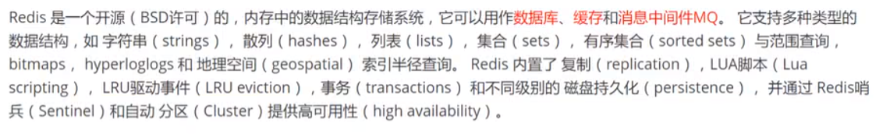 Redis 是一个开源（BSD许可）的，内存中的数据结构存储系统，它可以用作数据库、缓存和消息中间件MQ。 它支持多种类型的
数据结构，如 字符串（strings）， 散列（hashes）， 列表（lists）， 集合（sets）， 有序集合（sorted sets） 与范围查询，
bitmaps， hyperloglogs 和 地理空间（geospatial） 索引半径查询。 Redis 内置了 复制（replication），LUA脚本（Lua
scripting）， LRU驱动事件（LRU eviction），事务（transactions） 和不同级别的 磁盘持久化（persistence）， 并通过 Redis哨
兵（Sentinel）和自动 分区（Cluster）提供高可用性（high availability）。